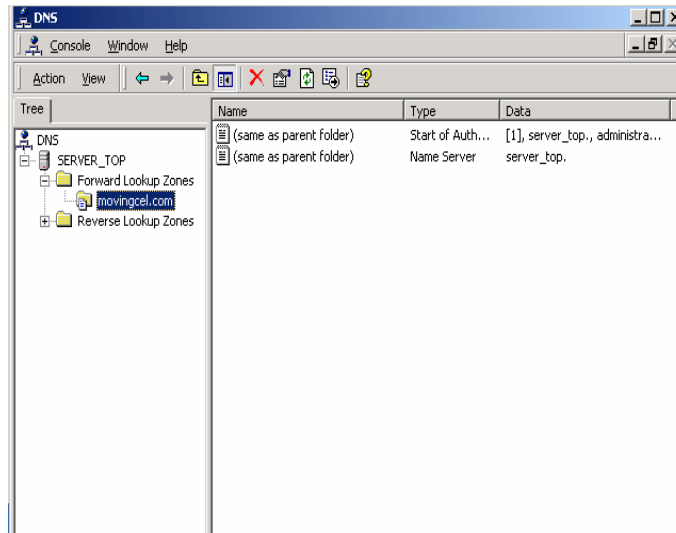 DNS
Console Window Help
Action View
Tree
Name Type Data
DNS
SERVER_TOP
Forward Lookup Zones
movingcel.com
Reverse Lookup Zones
(same as parent folder) Start of Auth... [1], server_top., administra...
(same as parent folder) Name Server server_top.